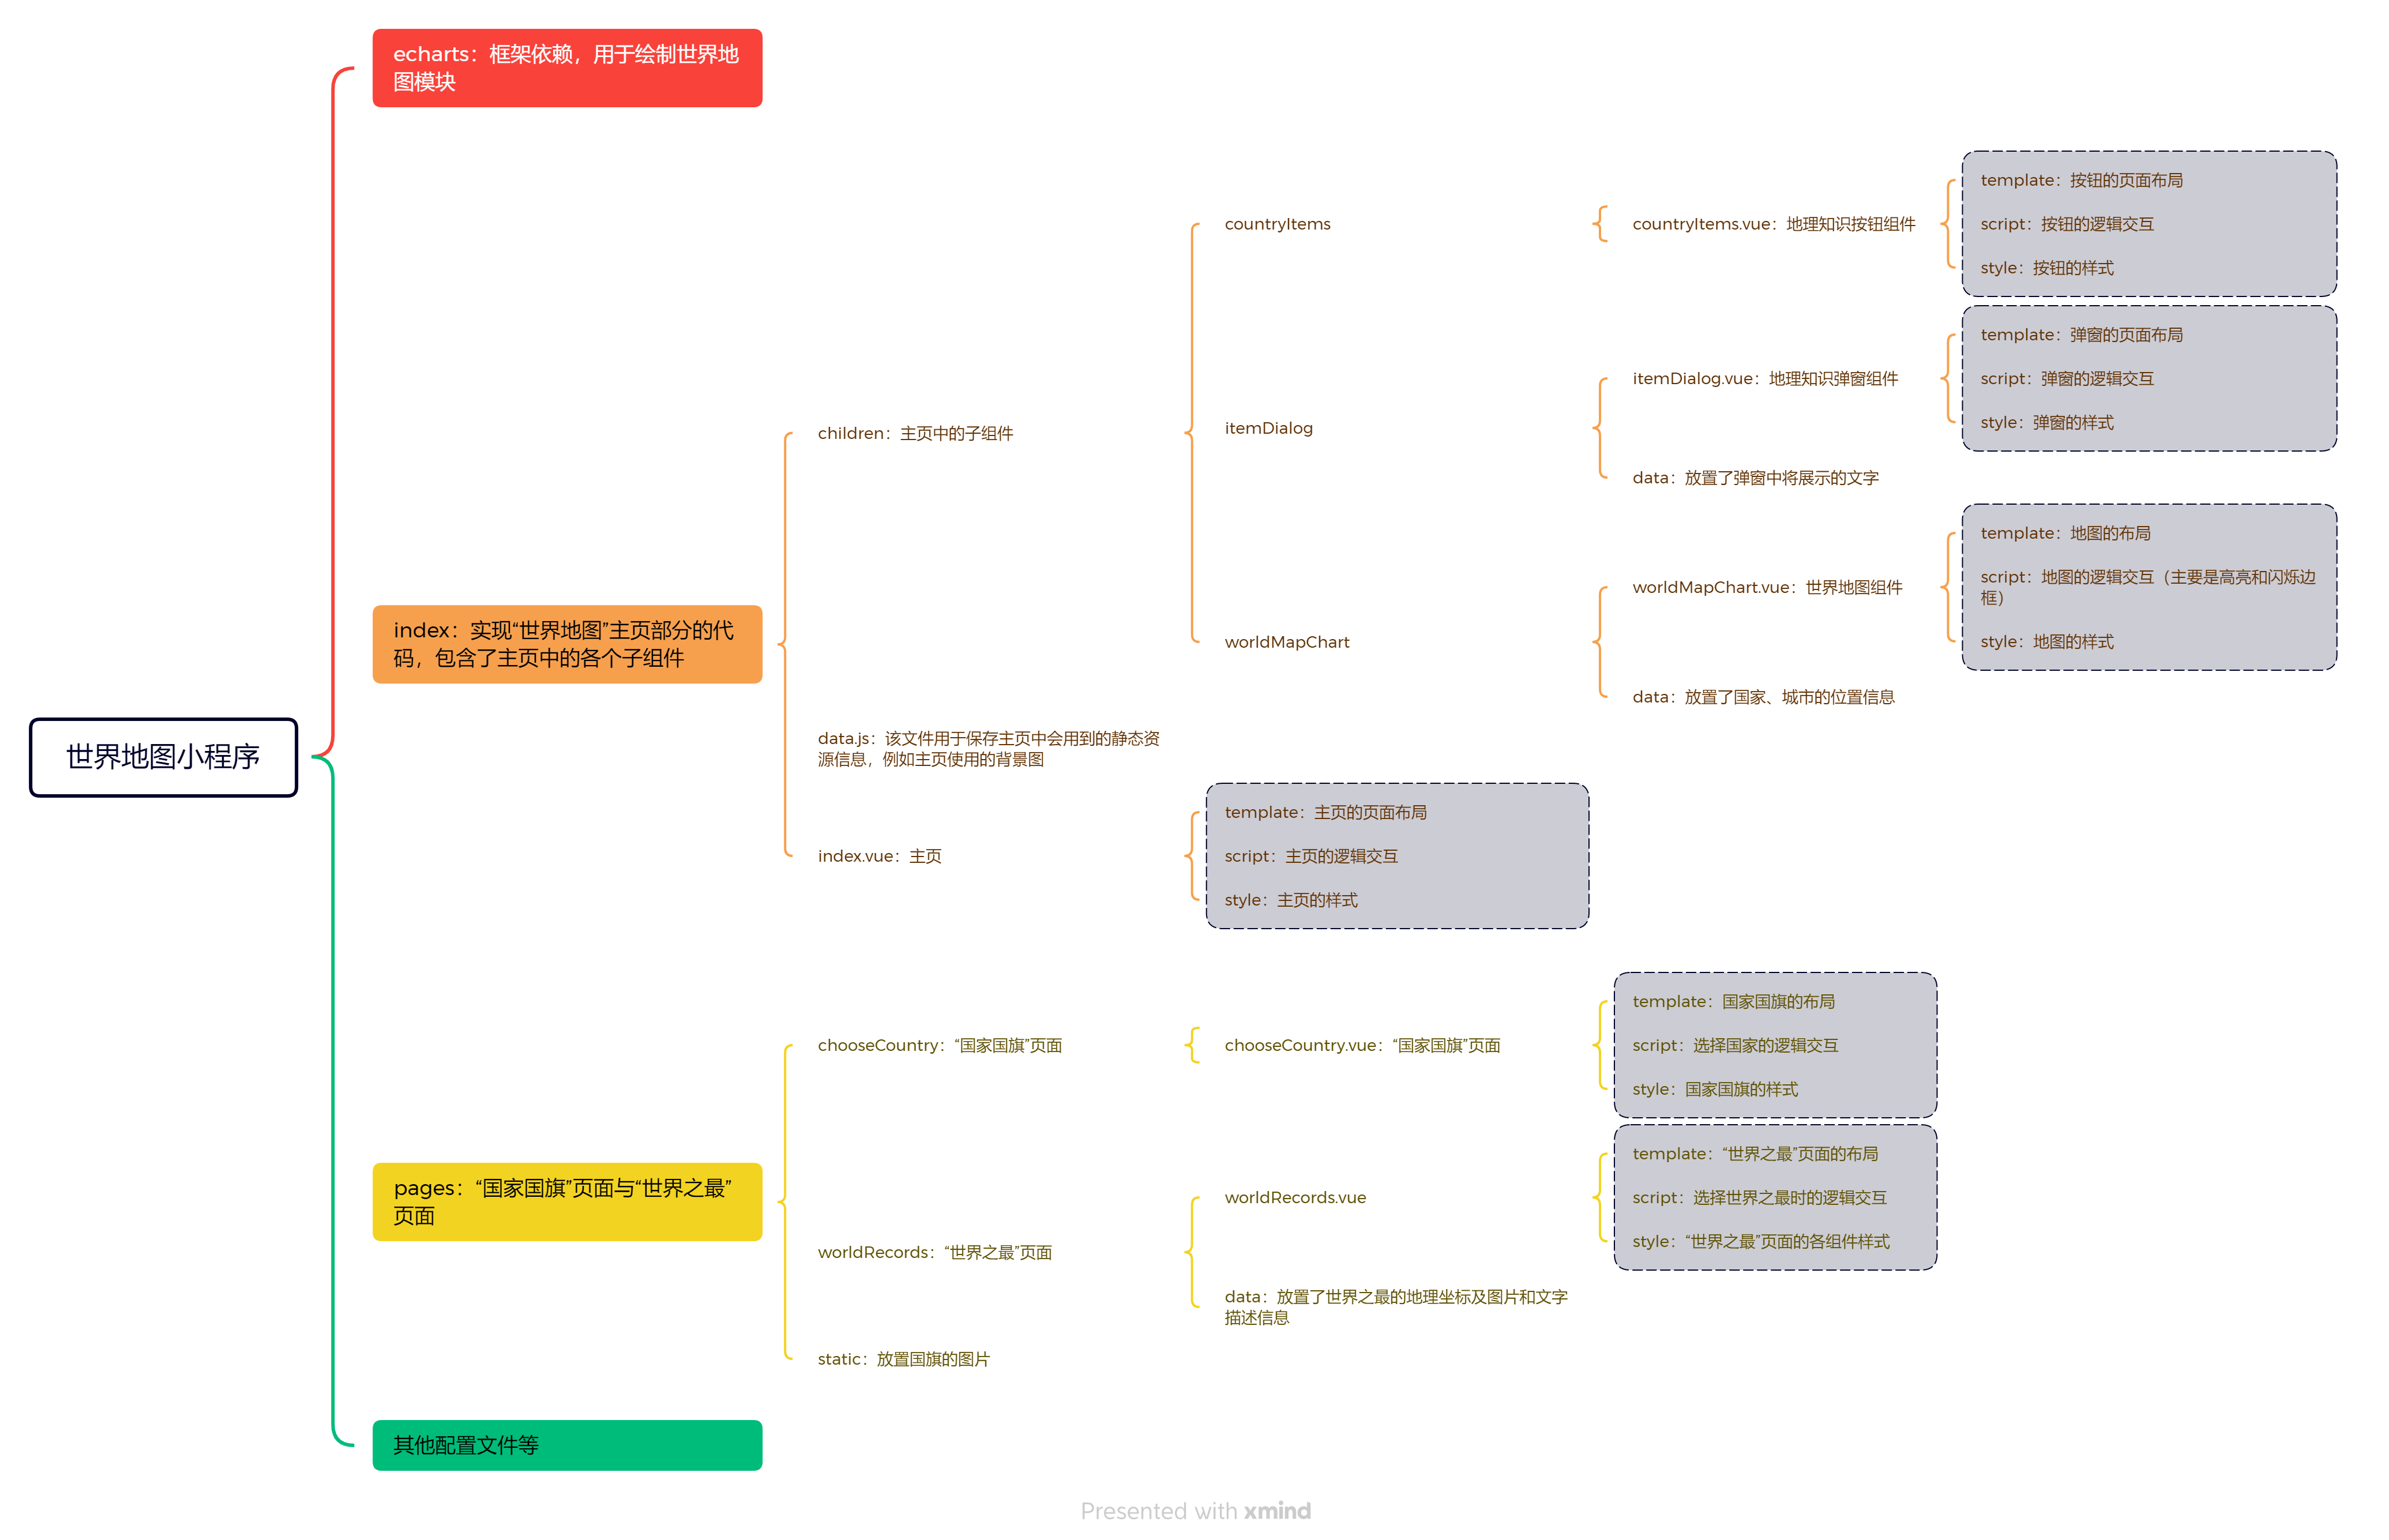 世界地图小程序
echarts：框架依赖，用于绘制世界地
图模块
index：实现“世界地图”主页部分的代
码，包含了主页中的各个子组件
children：主页中的子组件
countryItems
countryItems.vue：地理知识按钮组件
template：按钮的页面布局
script：按钮的逻辑交互
style：按钮的样式
itemDialog
itemDialog.vue：地理知识弹窗组件
template：弹窗的页面布局
script：弹窗的逻辑交互
style：弹窗的样式
data：放置了弹窗中将展示的文字
worldMapChart
worldMapChart.vue：世界地图组件
template：地图的布局
script：地图的逻辑交互（主要是高亮和闪烁边
框）
style：地图的样式
data：放置了国家、城市的位置信息
data.js：该文件用于保存主页中会用到的静态资
源信息，例如主页使用的背景图
index.vue：主页
template：主页的页面布局
script：主页的逻辑交互
style：主页的样式
pages：“国家国旗”页面与“世界之最”
页面
chooseCountry：“国家国旗”页面
chooseCountry.vue：“国家国旗”页面
template：国家国旗的布局
script：选择国家的逻辑交互
style：国家国旗的样式
worldRecords：“世界之最”页面
worldRecords.vue
template：“世界之最”页面的布局
script：选择世界之最时的逻辑交互
style：“世界之最”页面的各组件样式
data：放置了世界之最的地理坐标及图片和文字
描述信息
static：放置国旗的图片
其他配置文件等
Presented with xmind